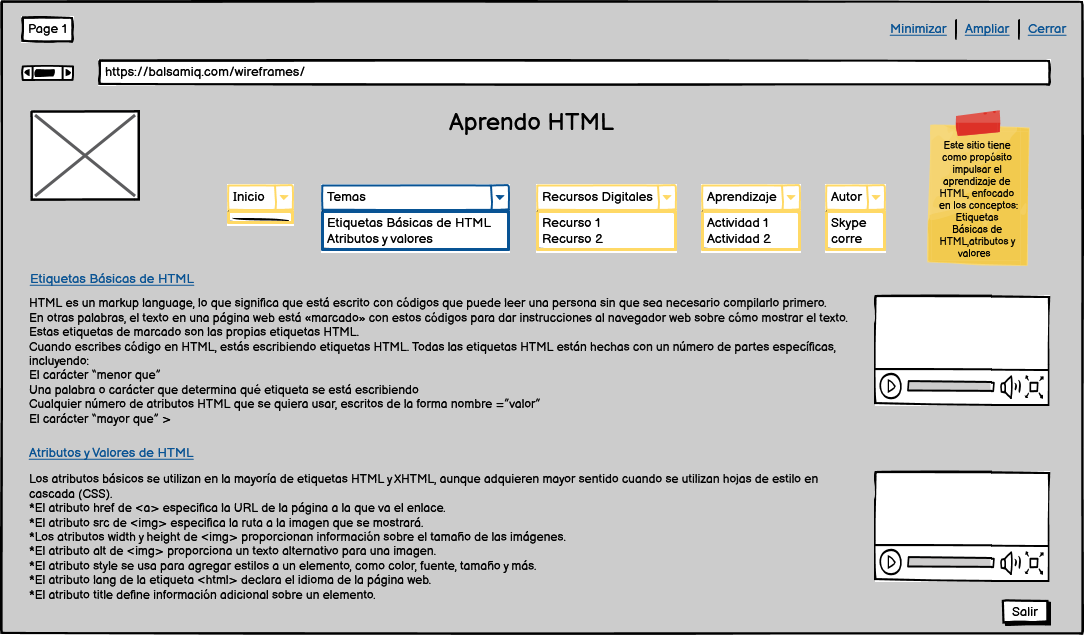 Page 1
Minimizar
Ampliar
Cerrar
https://balsamiq.com/wireframes/
Aprendo HTML
Inicio
Temas
Etiquetas Básicas de HTML
Atributos y valores
Recursos Digitales
Recurso 1
Recurso 2
Aprendizaje
Actividad 1
Actividad 2
Autor
Skype
corre
Este sitio tiene
como propósito
impulsar el
aprendizaje de
HTML, enfocado
en los conceptos:
Etiquetas
Básicas de
HTML,atributos y
valores
Etiquetas Básicas de HTML
HTML es un markup language, lo que significa que está escrito con códigos que puede leer una persona sin que sea necesario compilarlo primero.
En otras palabras, el texto en una página web está «marcado» con estos códigos para dar instrucciones al navegador web sobre cómo mostrar el texto.
Estas etiquetas de marcado son las propias etiquetas HTML.
Cuando escribes código en HTML, estás escribiendo etiquetas HTML. Todas las etiquetas HTML están hechas con un número de partes específicas,
incluyendo:
El carácter “menor que”
Una palabra o carácter que determina qué etiqueta se está escribiendo
Cualquier número de atributos HTML que se quiera usar, escritos de la forma nombre =”valor”
El carácter “mayor que” >
Atributos y Valores de HTML
Los atributos básicos se utilizan en la mayoría de etiquetas HTML y XHTML, aunque adquieren mayor sentido cuando se utilizan hojas de estilo en
cascada (CSS).
*El atributo href de <a> especifica la URL de la página a la que va el enlace.
*El atributo src de <img> especifica la ruta a la imagen que se mostrará.
*Los atributos width y height de <img> proporcionan información sobre el tamaño de las imágenes.
*El atributo alt de <img> proporciona un texto alternativo para una imagen.
*El atributo style se usa para agregar estilos a un elemento, como color, fuente, tamaño y más.
*El atributo lang de la etiqueta <html> declara el idioma de la página web.
*El atributo title define información adicional sobre un elemento.
Salir